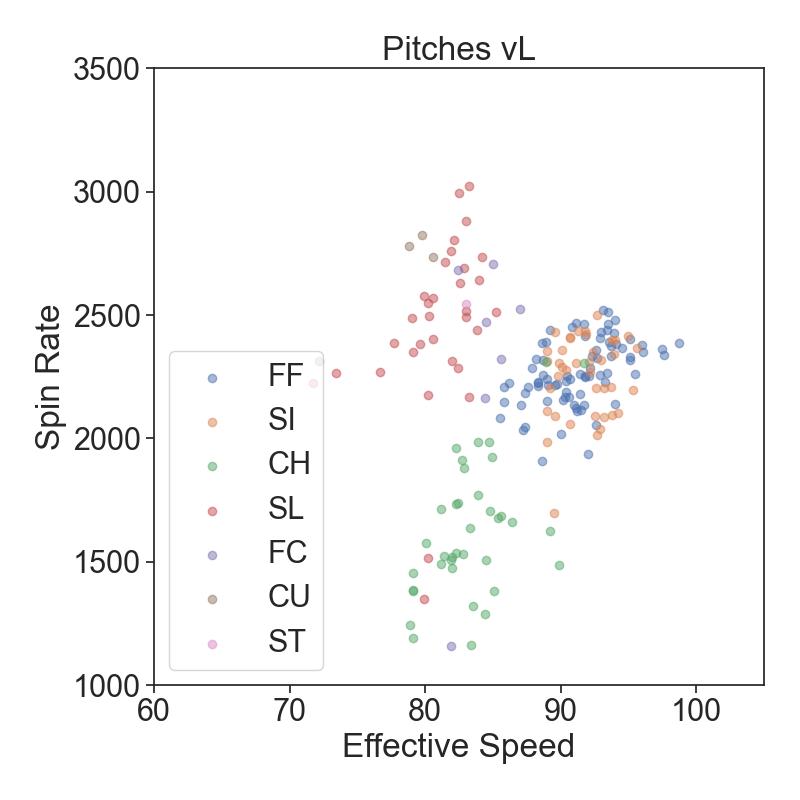 Pitches vL
3500
3000
2500
2000
1500
1000
Spin Rate
FF
SI
CH
SL
FC
CU
ST
60 70 80 90 100
Effective Speed